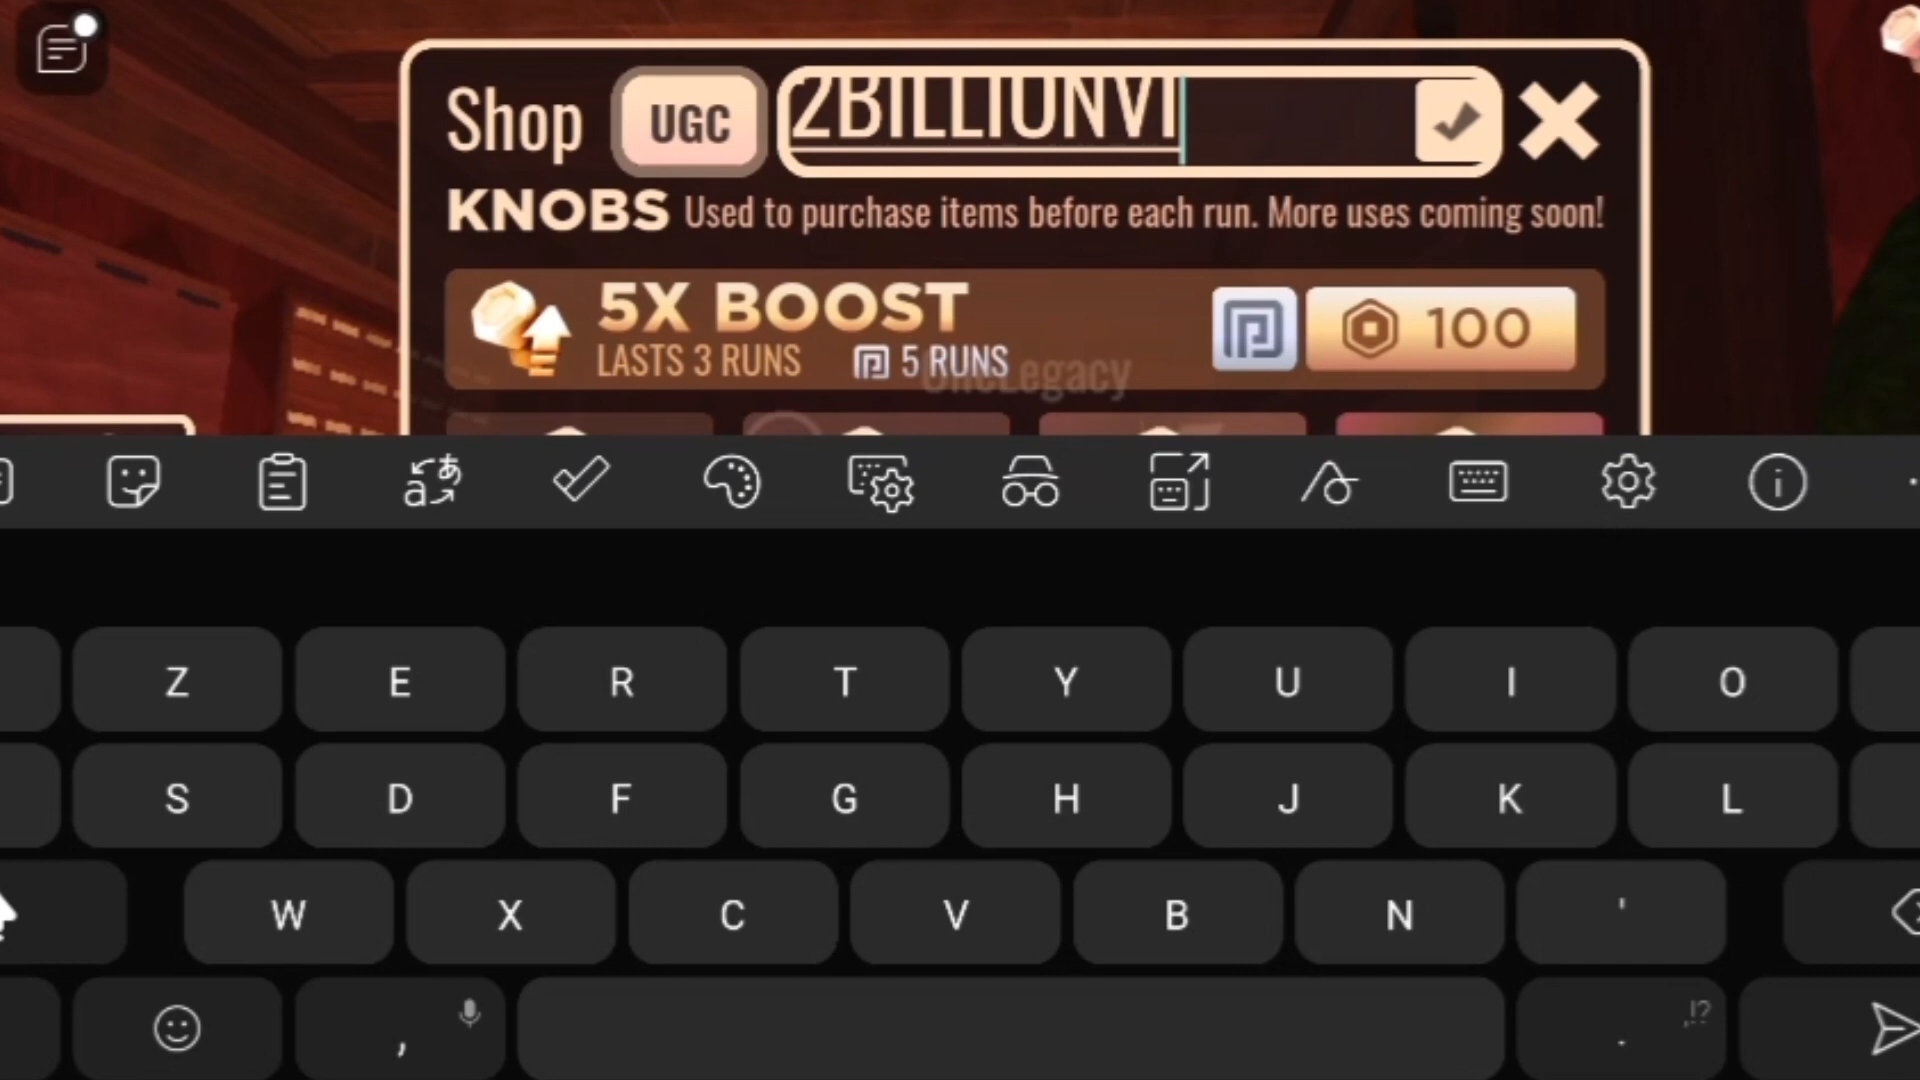 Shop UGC 2BILLIONVI
KNOBS Used to purchase items before each run. More uses coming soon!
5X BOOST
100
LASTS 3 RUNS 5 RUNS
Legacy
Z E R T Y U I O
S D F G H J K L
W X C V B N '
, .
,!?